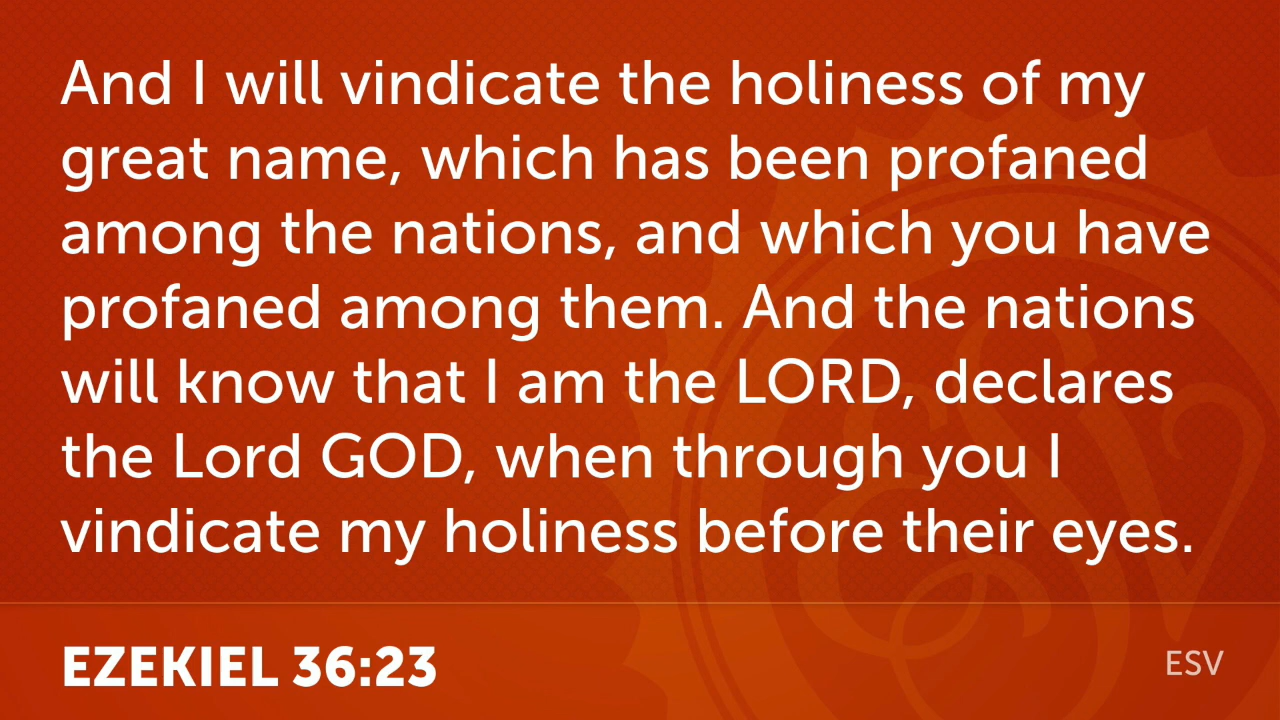 And I will vindicate the holiness of my
great name, which has been profaned
among the nations, and which you have
profaned among them. And the nations
will know that I am the LORD, declares
the Lord GOD, when through you I
vindicate my holiness before their eyes.
EZEKIEL 36:23
ESV